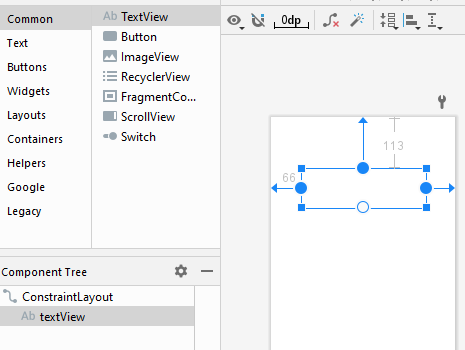 Common
Text
Buttons
Widgets
Layouts
Containers
Helpers
Google
Legacy
Ab TextView
Button
ImageView
RecyclerView
FragmentCo...
ScrollView
Switch
0dp
113
66
Component Tree
ConstraintLayout
Ab textView